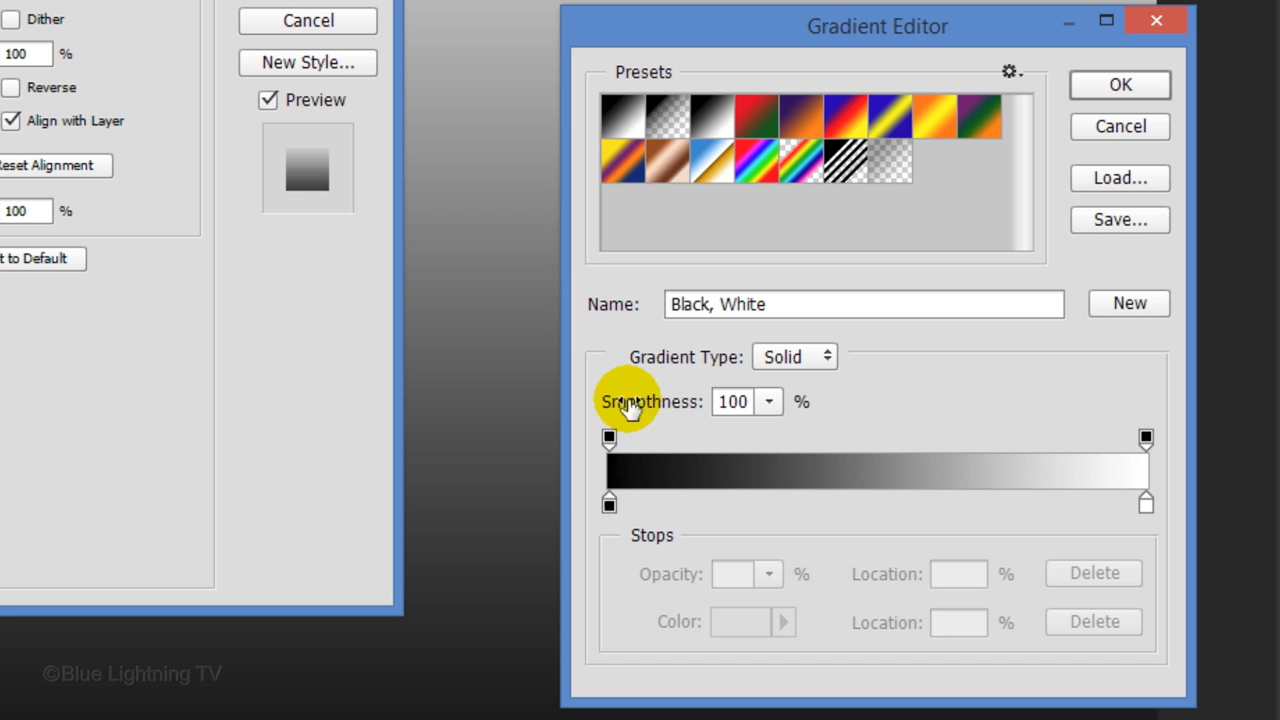 Dither
100 %
Reverse
Align with Layer
Reset Alignment
100 %
t to Default
Cancel
New Style...
Preview
Gradient Editor
Presets
OK
Cancel
Load...
Save...
Name: Black, White
New
Gradient Type: Solid
Smoothness: 100 %
Stops
Opacity: % Location: % Delete
Color: Location: % Delete
©Blue Lightning TV